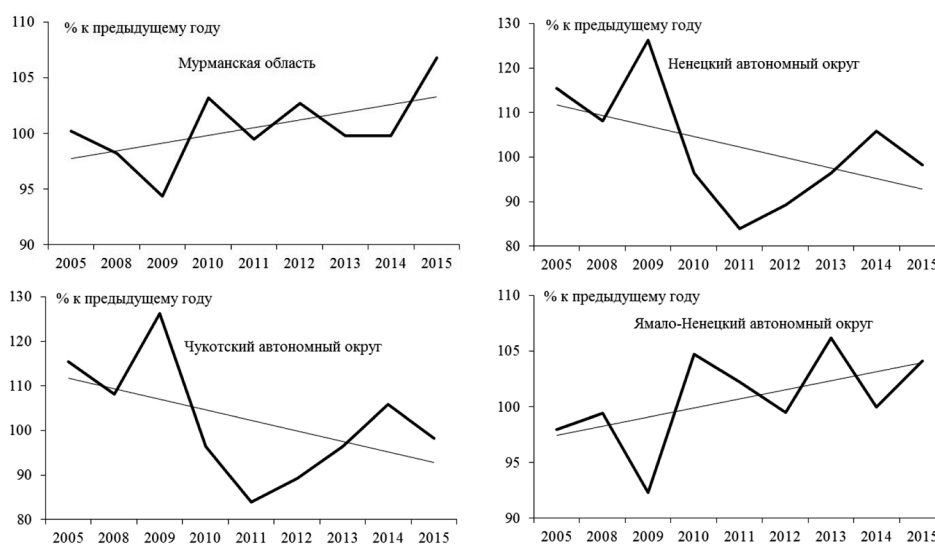 % к предыдущему году
Мурманская область
110
105
100
95
90
2005 2008 2009 2010 2011 2012 2013 2014 2015
% к предыдущему году
Ненецкий автономный округ
130
120
110
100
90
80
2005 2008 2009 2010 2011 2012 2013 2014 2015
% к предыдущему году
Чукотский автономный округ
130
120
110
100
90
80
2005 2008 2009 2010 2011 2012 2013 2014 2015
% к предыдущему году
Ямало-Ненецкий автономный округ
110
105
100
95
90
2005 2008 2009 2010 2011 2012 2013 2014 2015